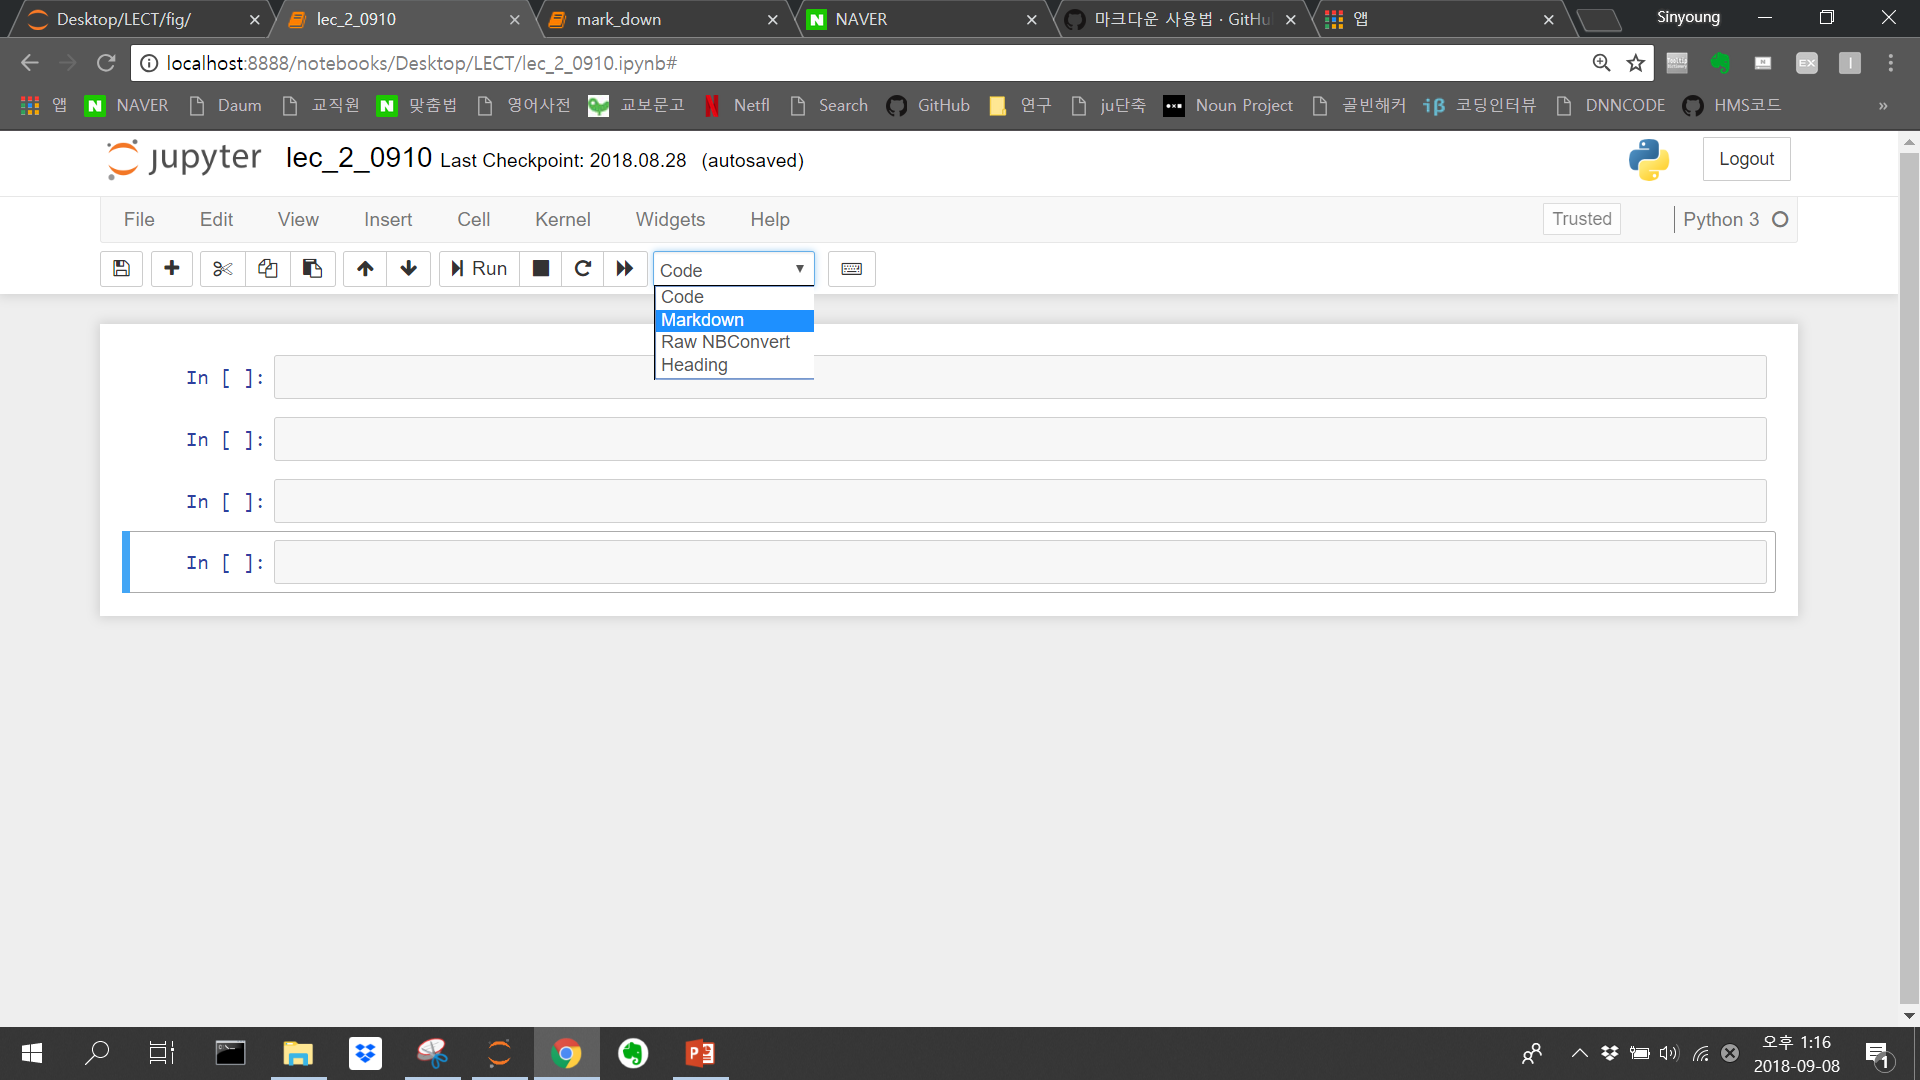 Desktop/LECT/fig/
lec_2_0910
mark_down
NAVER
마크다운 사용법 · GitHu
앱
Sinyoung
localhost:8888/notebooks/Desktop/LECT/lec_2_0910.ipynb#
앱 NAVER Daum 교직원 맞춤법 영어사전 교보문고 Netfl Search GitHub 연구 ju단축 Noun Project 골빈해커 iβ 코딩인터뷰 DNNCODE HMS코드 »
jupyter lec_2_0910 Last Checkpoint: 2018.08.28 (autosaved)
Logout
File Edit View Insert Cell Kernel Widgets Help
Trusted
Python 3
Run
Code
Code
Markdown
Raw NBConvert
Heading
In [ ]:
In [ ]:
In [ ]:
In [ ]:
오후 1:16
2018-09-08
1